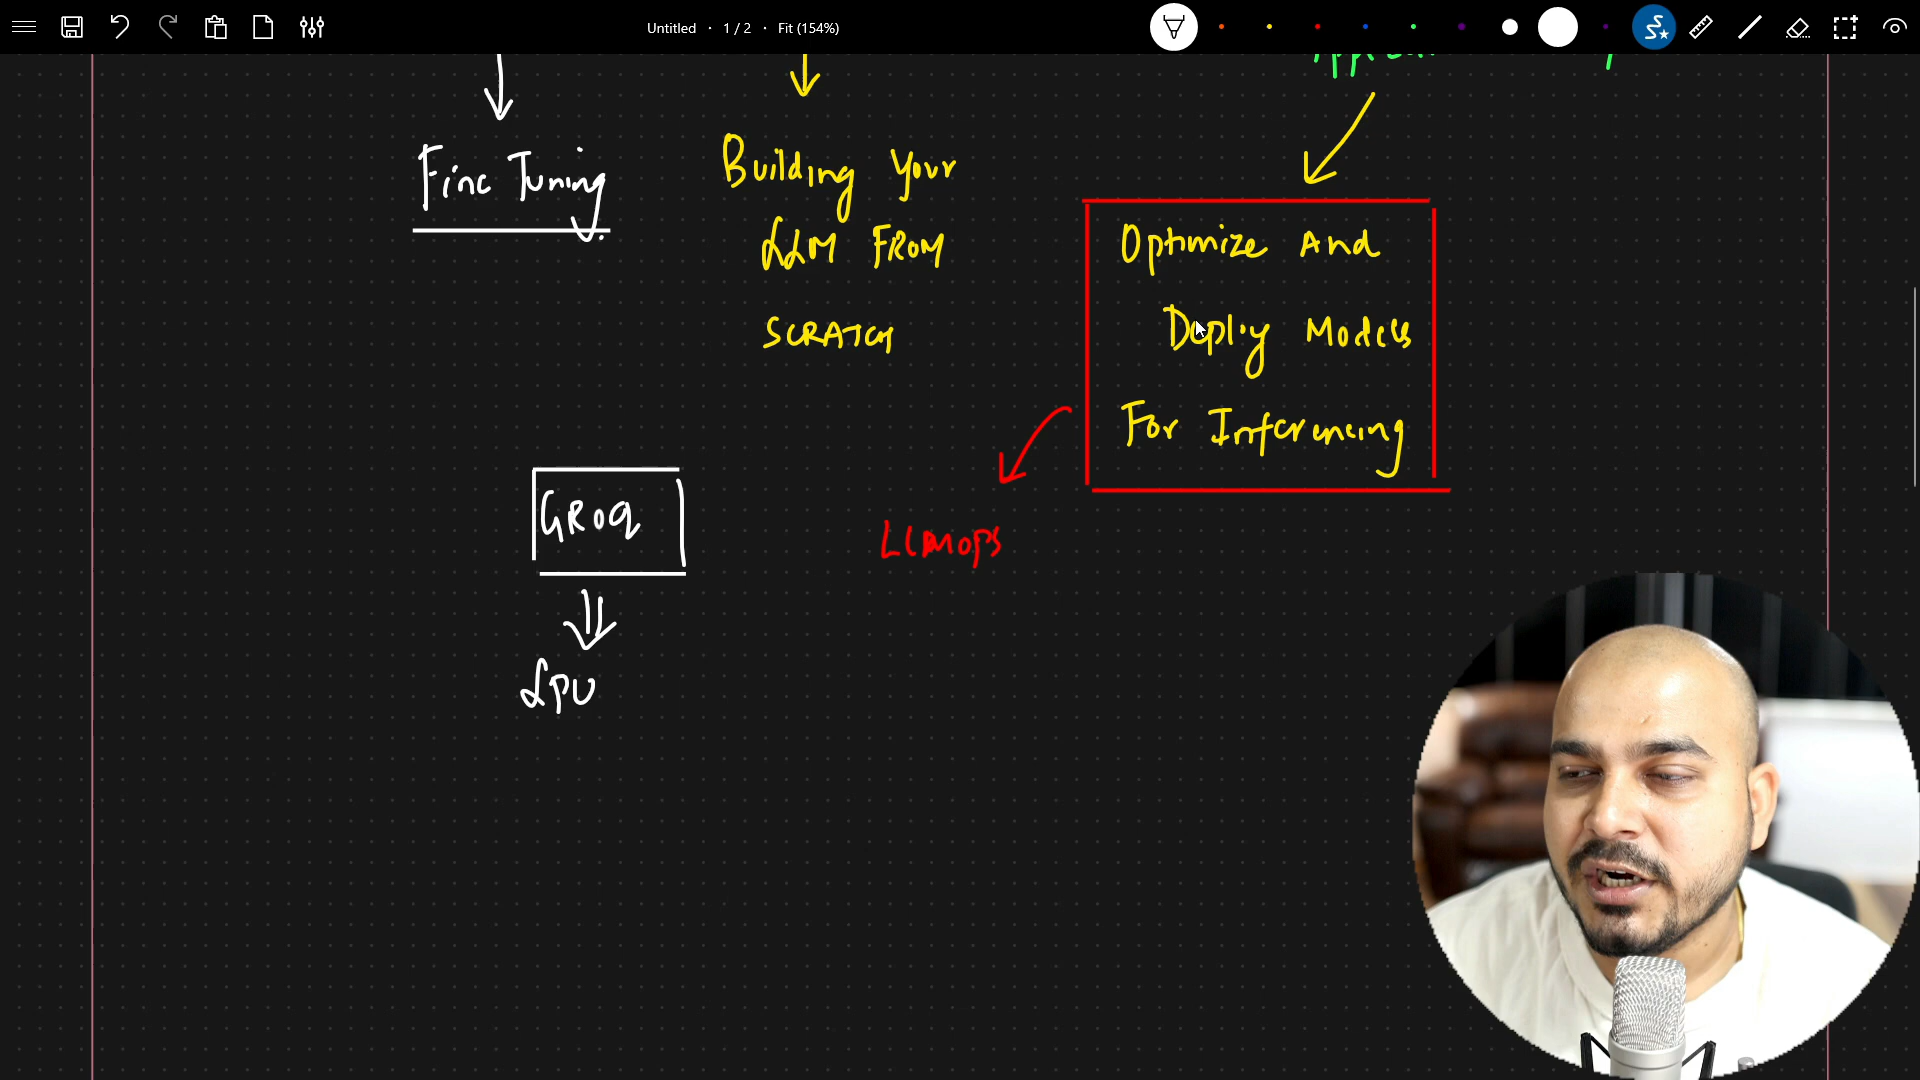 Untitled · 1 / 2 · Fit (154%)
Fine Tuning
Building Your
LLM FROM
SCRATCH
Optimize And
Deploy Models
For Inferencing
GROQ
LPU
LLMOps